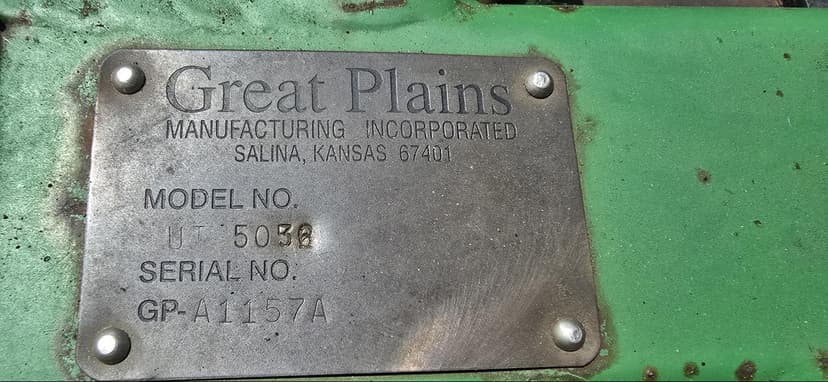 Great Plains
MANUFACTURING INCORPORATED
SALINA, KANSAS 67401
MODEL NO.
UT
SERIAL NO.
GP-A1157A